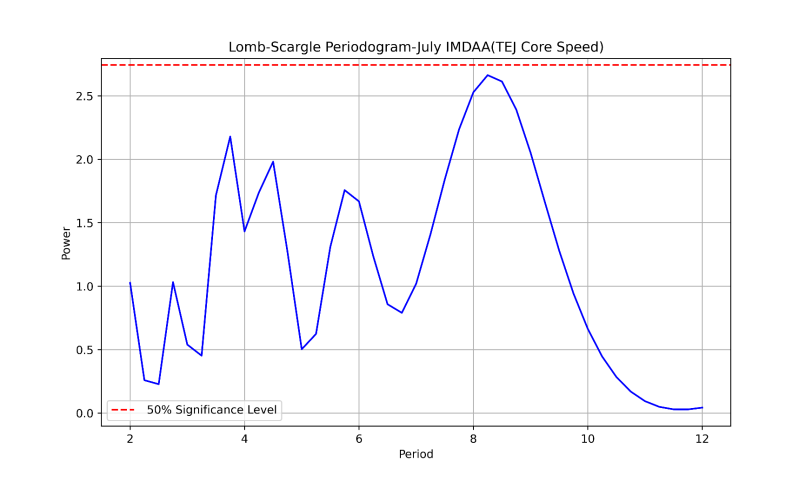 Lomb-Scargle Periodogram-July IMDAA(TEJ Core Speed)
2.5
2.0
1.5
1.0
0.5
0.0
Power
50% Significance Level
2 4 6 8 10 12
Period